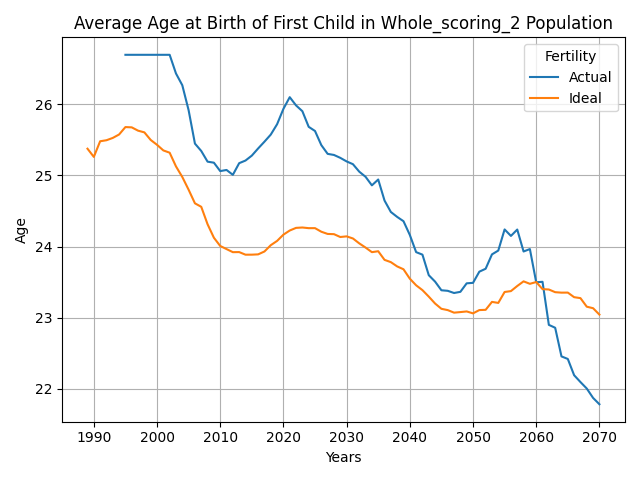 Average Age at Birth of First Child in Whole_scoring_2 Population
Fertility
Actual
Ideal
Age
26
25
24
23
22
1990 2000 2010 2020 2030 2040 2050 2060 2070
Years